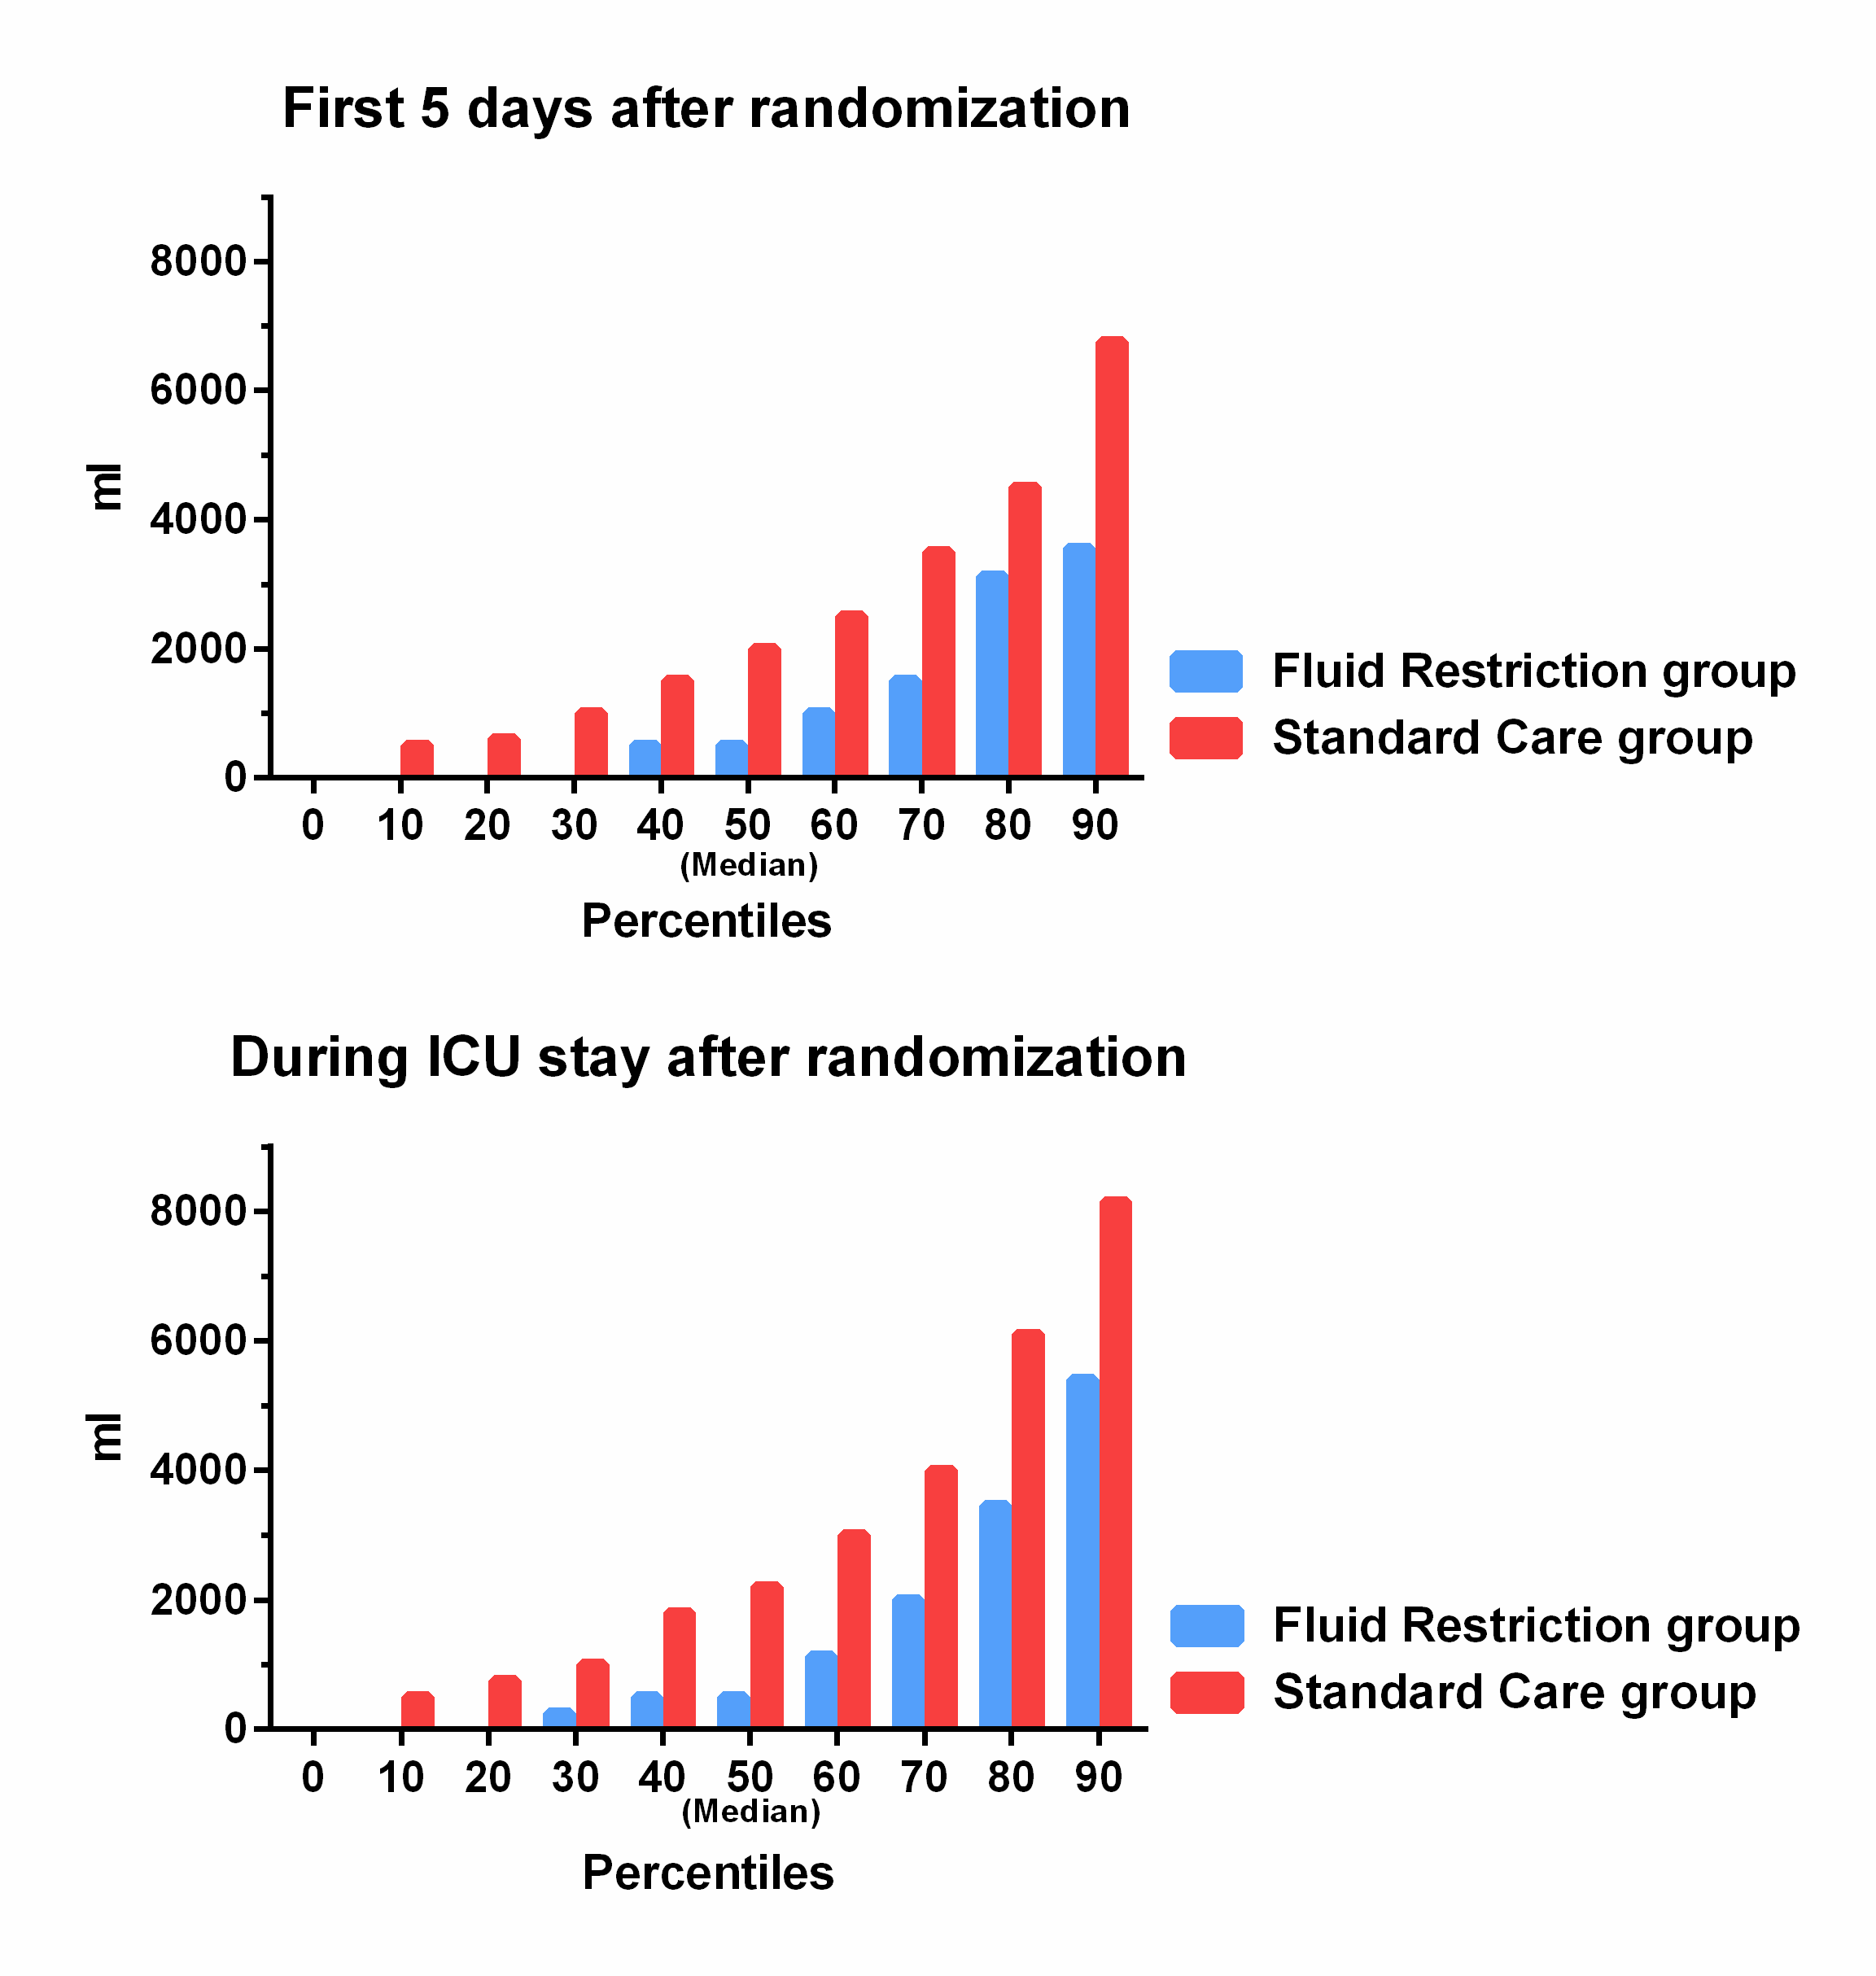 First 5 days after randomization
8000
6000
4000
2000
0
ml
0 10 20 30 40 50 60 70 80 90
(Median)
Percentiles
Fluid Restriction group
Standard Care group
During ICU stay after randomization
8000
6000
4000
2000
0
ml
0 10 20 30 40 50 60 70 80 90
(Median)
Percentiles
Fluid Restriction group
Standard Care group